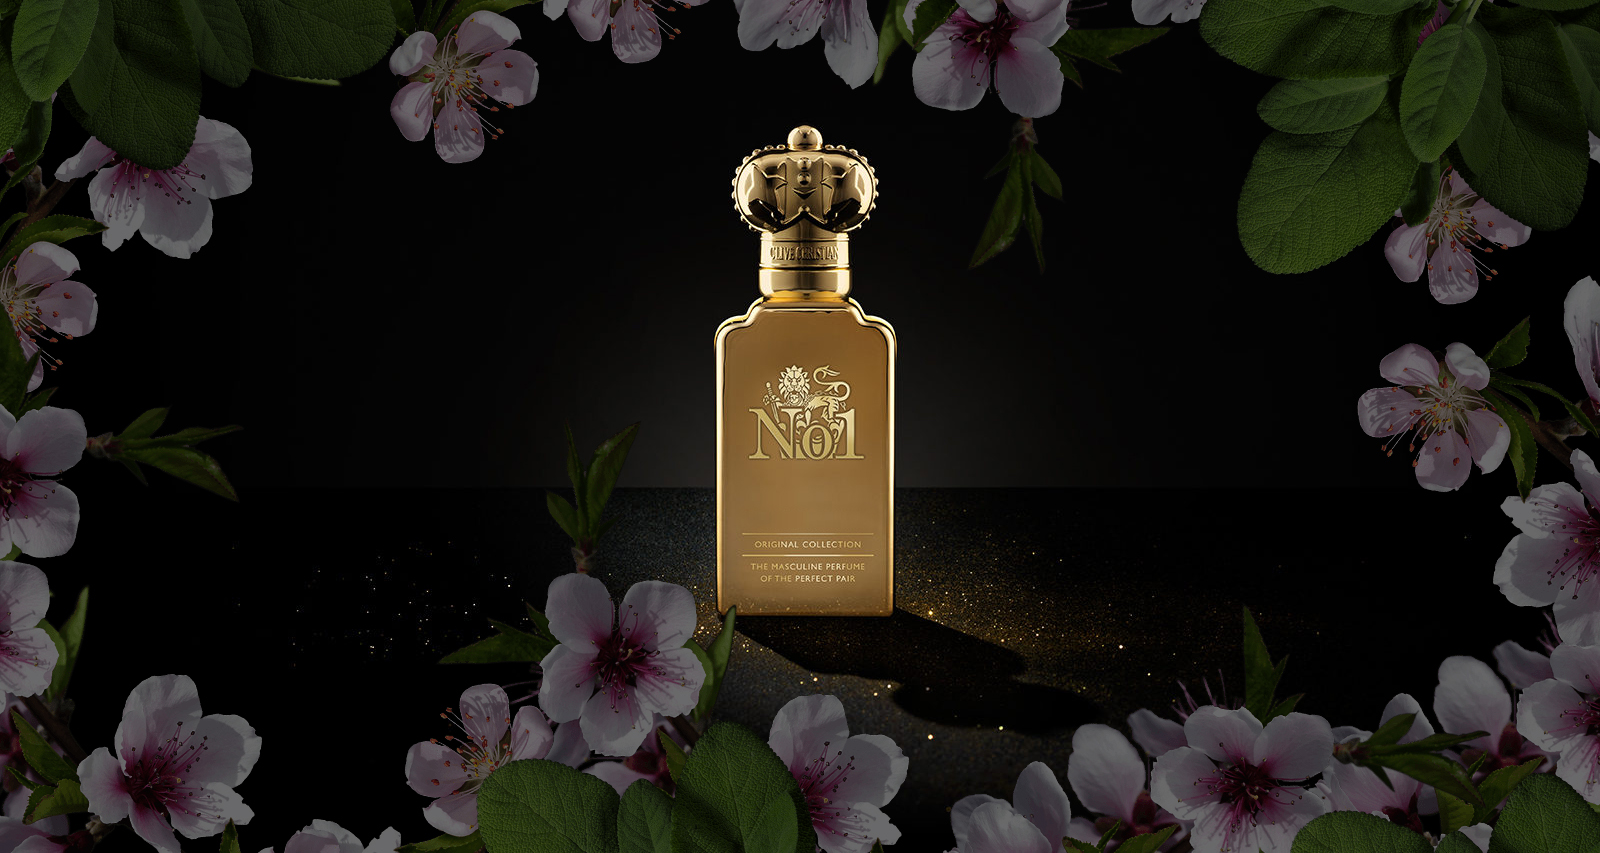 CLIVE CHRISTIAN
No1
ORIGINAL COLLECTION
THE MASCULINE PERFUME
OF THE PERFECT PAIR